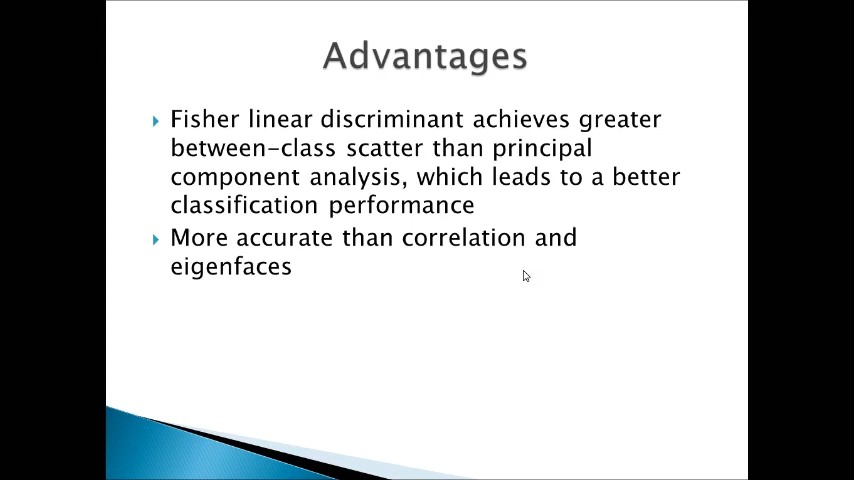 Advantages
Fisher linear discriminant achieves greater
between-class scatter than principal
component analysis, which leads to a better
classification performance
More accurate than correlation and
eigenfaces